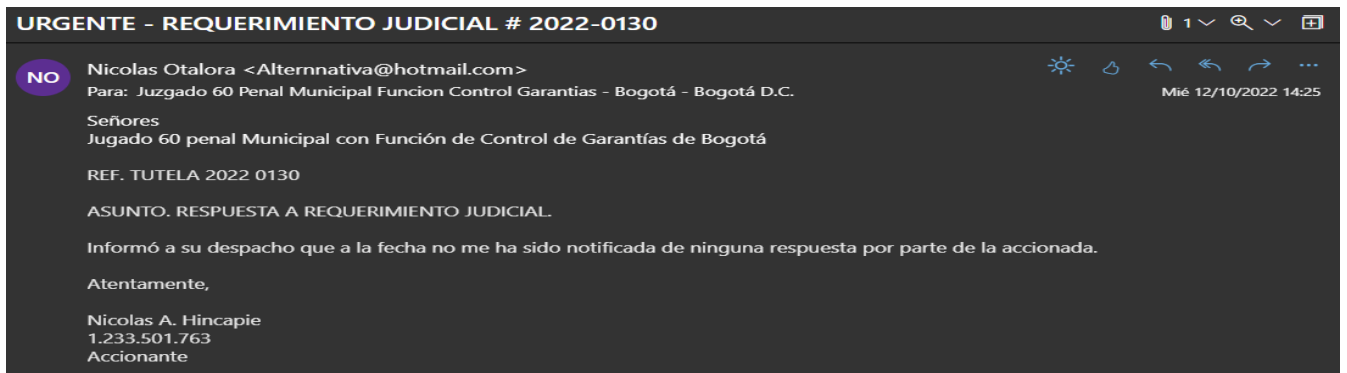 URGENTE - REQUERIMIENTO JUDICIAL # 2022-0130
1
NO
Nicolas Otalora <Alternnativa@hotmail.com>
Para: Juzgado 60 Penal Municipal Funcion Control Garantias - Bogotá - Bogotá D.C.
Mié 12/10/2022 14:25
Señores
Jugado 60 penal Municipal con Función de Control de Garantías de Bogotá
REF. TUTELA 2022 0130
ASUNTO. RESPUESTA A REQUERIMIENTO JUDICIAL.
Informó a su despacho que a la fecha no me ha sido notificada de ninguna respuesta por parte de la accionada.
Atentamente,
Nicolas A. Hincapie
1.233.501.763
Accionante